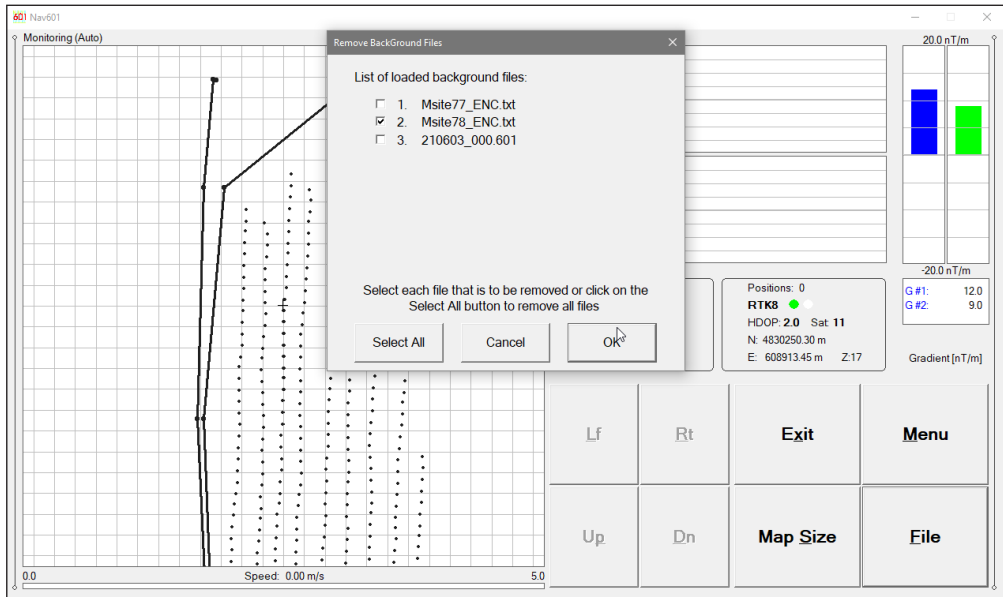 601 Nav601
Monitoring (Auto)
Remove BackGround Files
List of loaded background files:
1. Msite77_ENC.txt
2. Msite78_ENC.txt
3. 210603_000.601
Select each file that is to be removed or click on the
Select All button to remove all files
Select All Cancel OK
20.0 nT/m
-20.0 nT/m
Positions: 0
RTK8
HDOP: 2.0 Sat: 11
N: 4830250.30 m
E: 608913.45 m Z:17
G #1: 12.0
G #2: 9.0
Gradient [nT/m]
Lf Rt Exit Menu
Up Dn Map Size File
0.0 Speed: 0.00 m/s 5.0